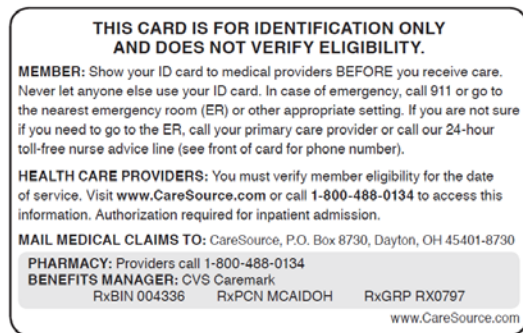 THIS CARD IS FOR IDENTIFICATION ONLY
AND DOES NOT VERIFY ELIGIBILITY.
MEMBER: Show your ID card to medical providers BEFORE you receive care.
Never let anyone else use your ID card. In case of emergency, call 911 or go to
the nearest emergency room (ER) or other appropriate setting. If you are not sure
if you need to go to the ER, call your primary care provider or call our 24-hour
toll-free nurse advice line (see front of card for phone number).
HEALTH CARE PROVIDERS: You must verify member eligibility for the date
of service. Visit www.CareSource.com or call 1-800-488-0134 to access this
information. Authorization required for inpatient admission.
MAIL MEDICAL CLAIMS TO: CareSource, P.O. Box 8730, Dayton, OH 45401-8730
PHARMACY: Providers call 1-800-488-0134
BENEFITS MANAGER: CVS Caremark
RxBIN 004336 RxPCN MCAIDOH RxGRP RX0797
www.CareSource.com